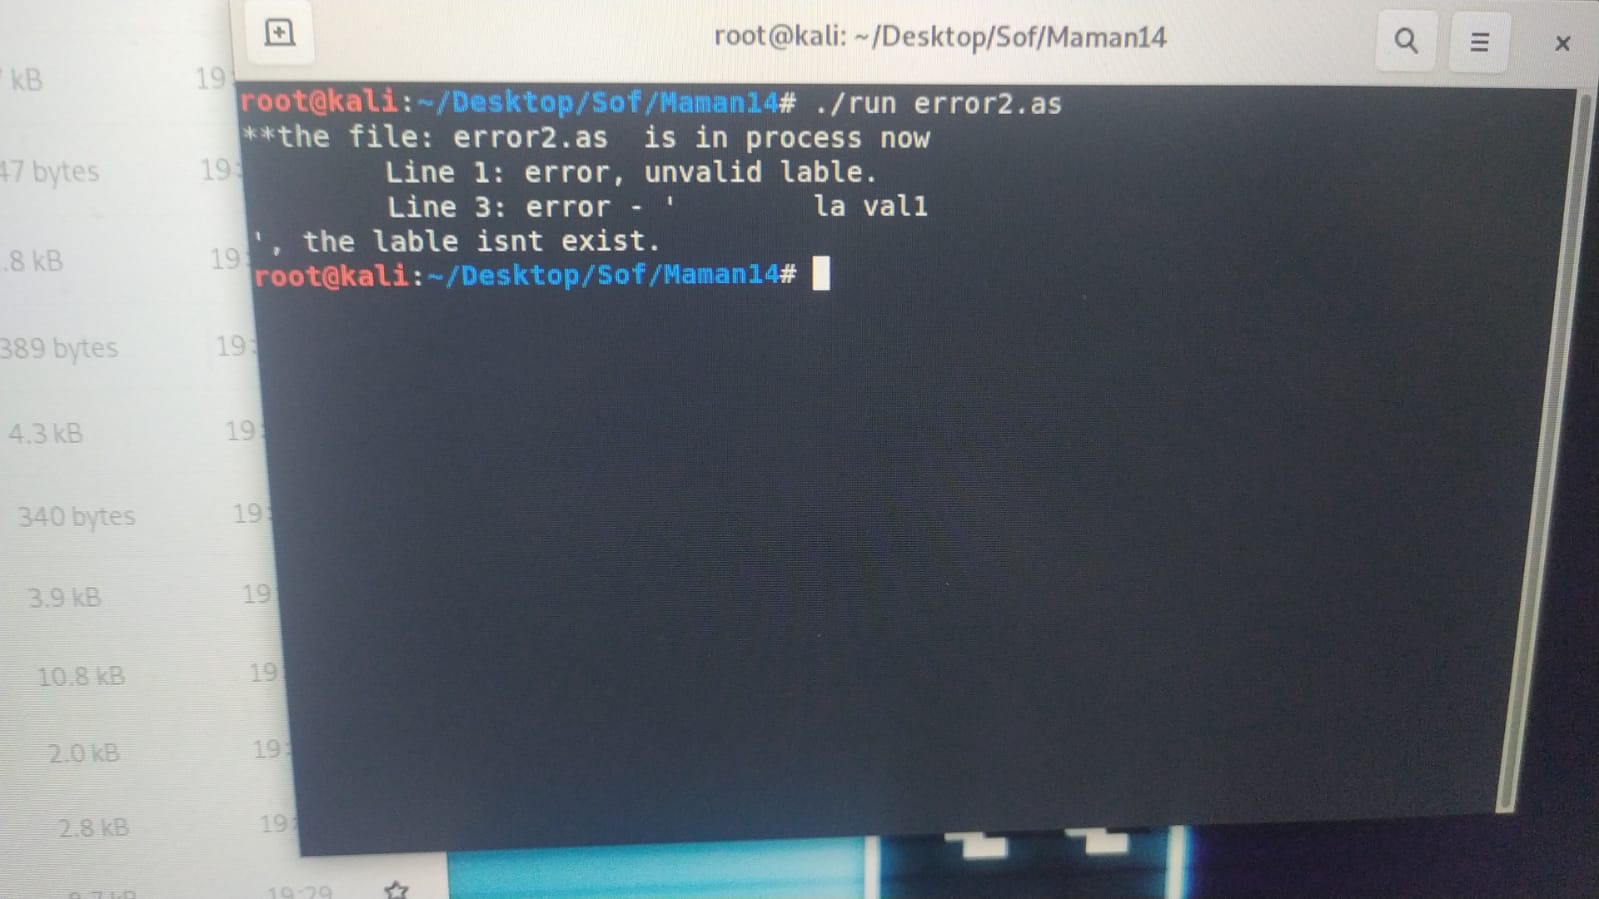 root@kali: ~/Desktop/Sof/Maman14
root@kali:~/Desktop/Sof/Maman14# ./run error2.as
**the file: error2.as  is in process now
Line 1: error, unvalid lable.
Line 3: error - '        la val1
', the lable isnt exist.
root@kali:~/Desktop/Sof/Maman14#
kB 19
47 bytes 19:
.8 kB 19
389 bytes 19:
4.3 kB 19:
340 bytes 19:
3.9 kB 19
10.8 kB 19
2.0 kB 19:
2.8 kB 19:
19:29